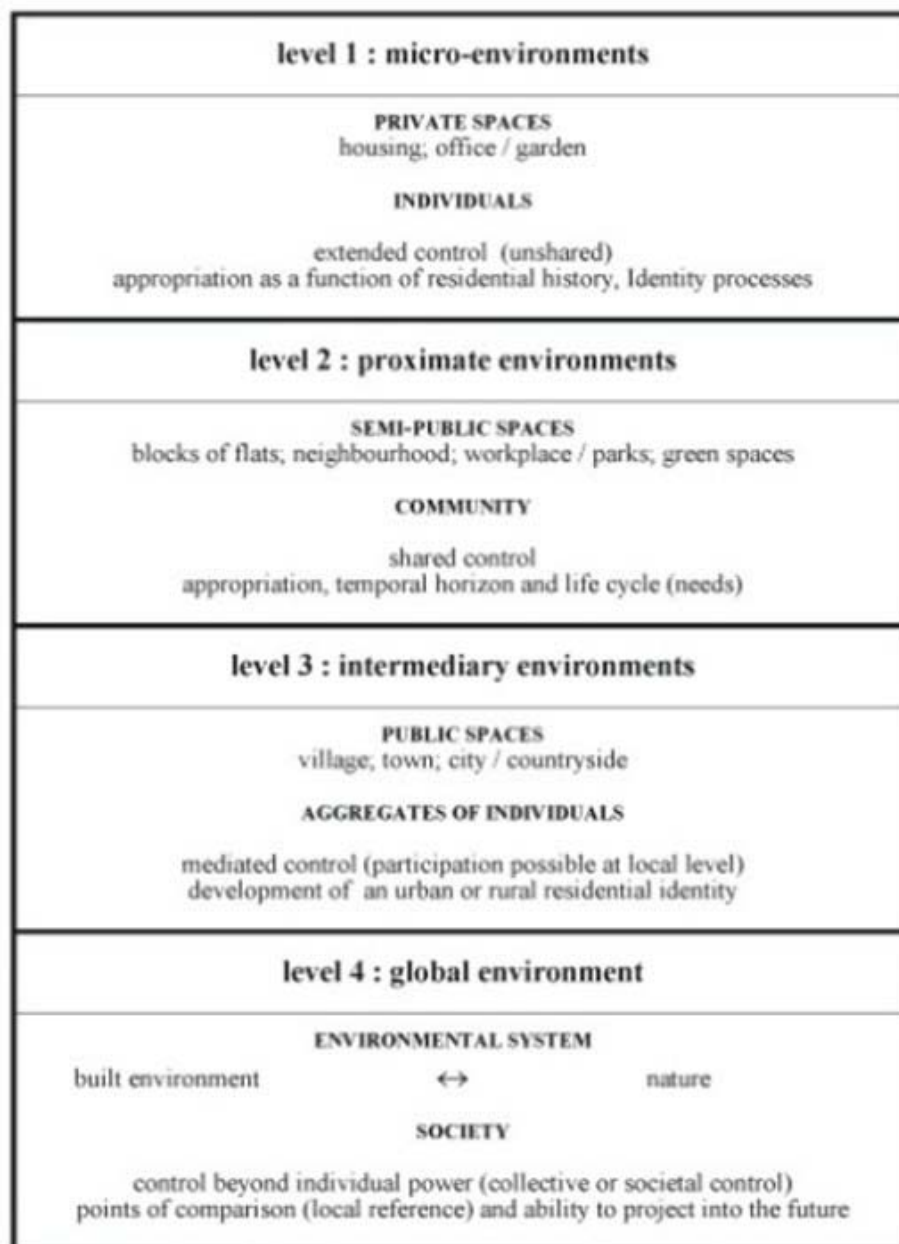 level 1 : micro-environments
PRIVATE SPACES
housing; office / garden
INDIVIDUALS
extended control (unshared)
appropriation as a function of residential history, Identity processes
level 2 : proximate environments
SEMI-PUBLIC SPACES
blocks of flats; neighbourhood; workplace / parks; green spaces
COMMUNITY
shared control
appropriation, temporal horizon and life cycle (needs)
level 3 : intermediary environments
PUBLIC SPACES
village; town; city / countryside
AGGREGATES OF INDIVIDUALS
mediated control (participation possible at local level)
development of an urban or rural residential identity
level 4 : global environment
ENVIRONMENTAL SYSTEM
built environment ↔ nature
SOCIETY
control beyond individual power (collective or societal control)
points of comparison (local reference) and ability to project into the future